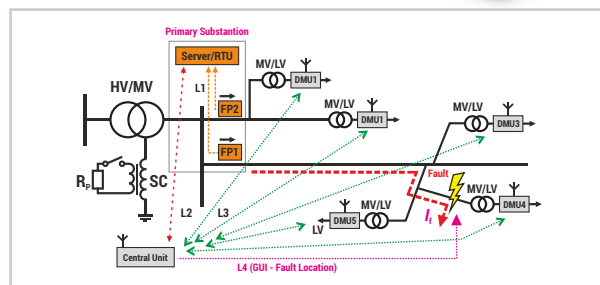 Primary Substantion
Server/RTU
MV/LV
DMU1
HV/MV
L1
FP2
MV/LV
DMU1
MV/LV
DMU3
FP1
Fault
RP
SC
MV/LV
DMU4
If
L2
L3
LV
DMU5
MV/LV
Central Unit
L4 (GUI - Fault Location)